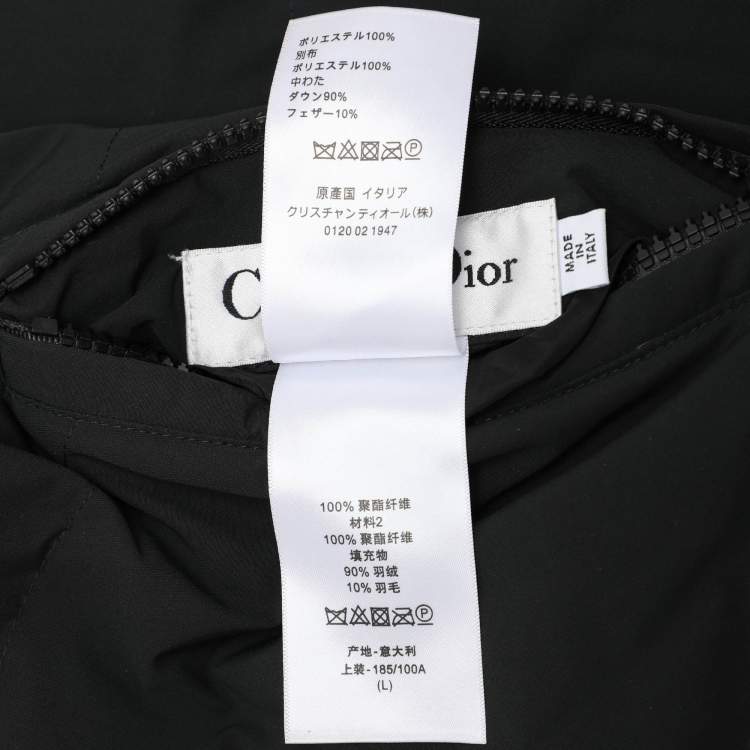 ポリエステル100%
別布
ポリエステル100%
中わた
ダウン90%
フェザー10%
P
原産国 イタリア
クリスチャンディオール(株)
0120 02 1947
C
Dior
MADE
IN
ITALY
100% 聚酯纤维
材料2
100% 聚酯纤维
填充物
90% 羽绒
10% 羽毛
P
产地-意大利
上装-185/100A
(L)